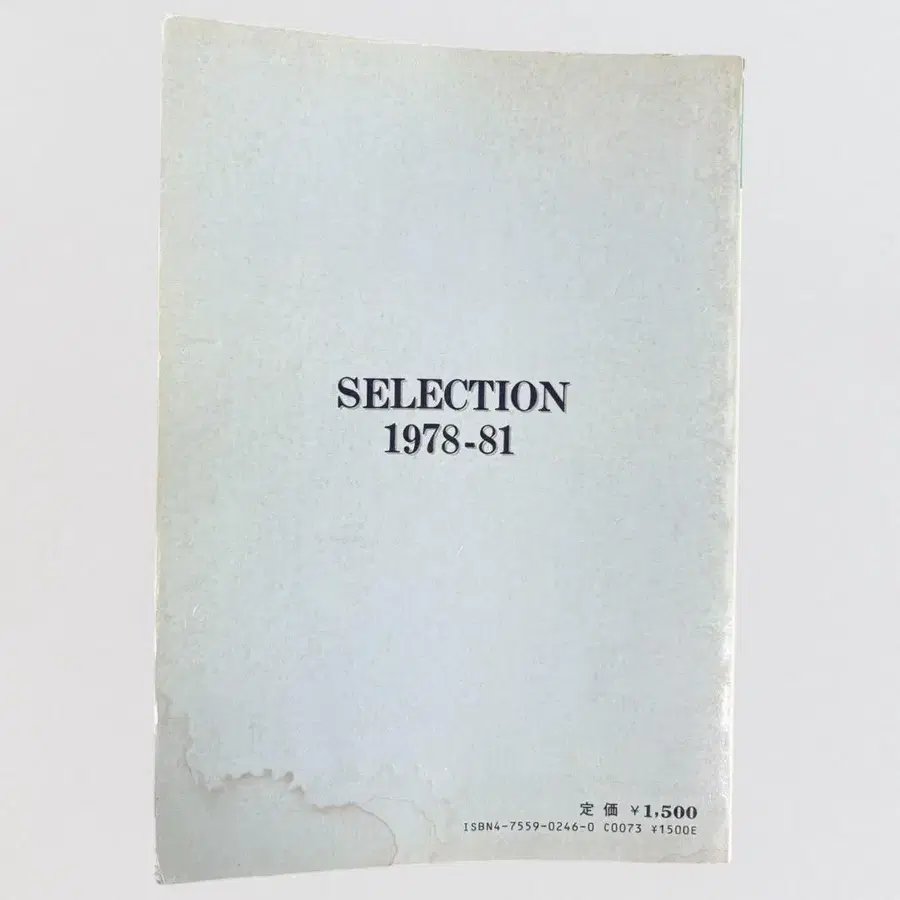 SELECTION
1978-81
定価 ¥1,500
ISBN4-7559-0246-0 C0073 ¥1500E